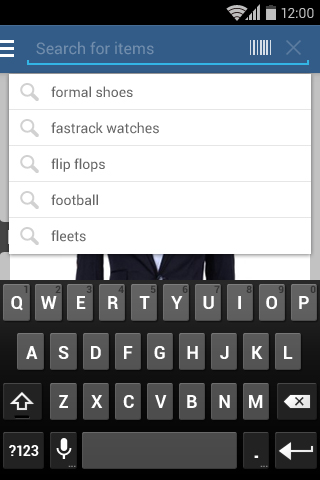 12:00
Search for items
formal shoes
fastrack watches
flip flops
football
fleets
1 2 3 4 5 6 7 8 9 0
Q W E R T Y U I O P
A S D F G H J K L
Z X C V B N M
?123 ... . ...